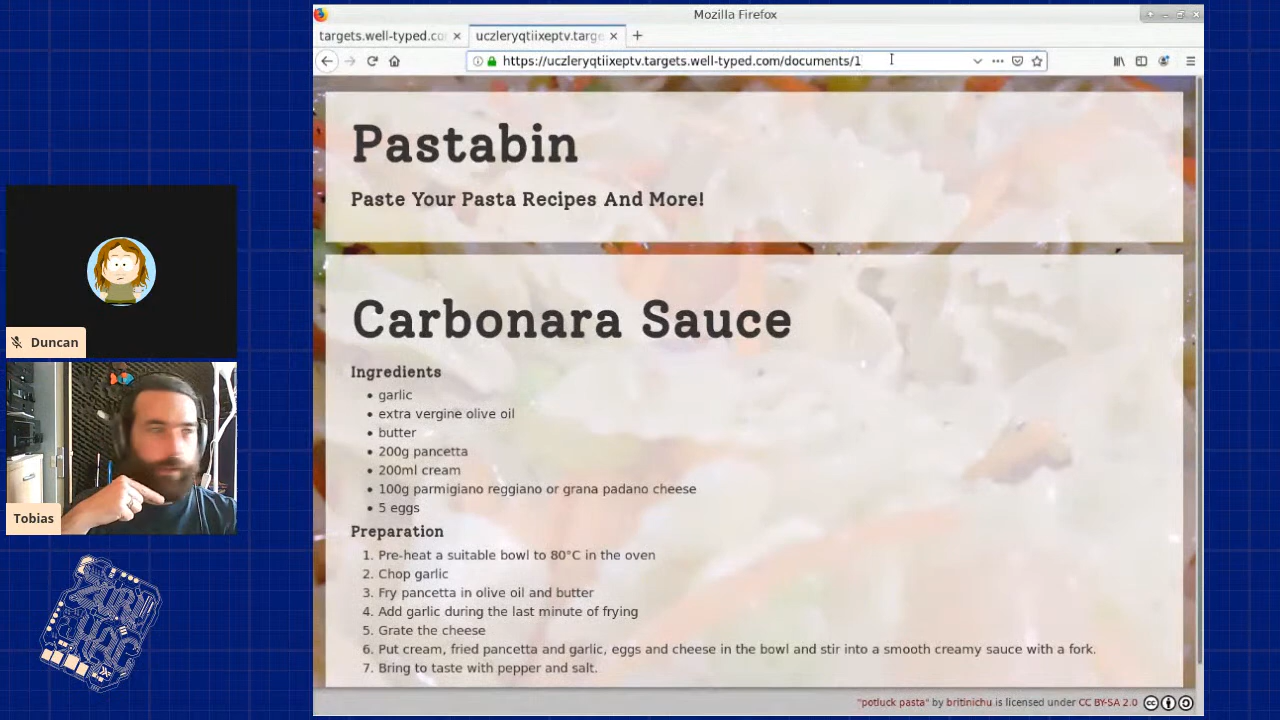 Mozilla Firefox
targets.well-typed.co
uczleryqtiixeptv.targe
https://uczleryqtiixeptv.targets.well-typed.com/documents/1
Pastabin
Paste Your Pasta Recipes And More!
Carbonara Sauce
Ingredients
• garlic
• extra vergine olive oil
• butter
• 200g pancetta
• 200ml cream
• 100g parmigiano reggiano or grana padano cheese
• 5 eggs
Preparation
1. Pre-heat a suitable bowl to 80°C in the oven
2. Chop garlic
3. Fry pancetta in olive oil and butter
4. Add garlic during the last minute of frying
5. Grate the cheese
6. Put cream, fried pancetta and garlic, eggs and cheese in the bowl and stir into a smooth creamy sauce with a fork.
7. Bring to taste with pepper and salt.
"potluck pasta" by britinichu is licensed under CC BY-SA 2.0
Duncan
Tobias
ZURI
HAC